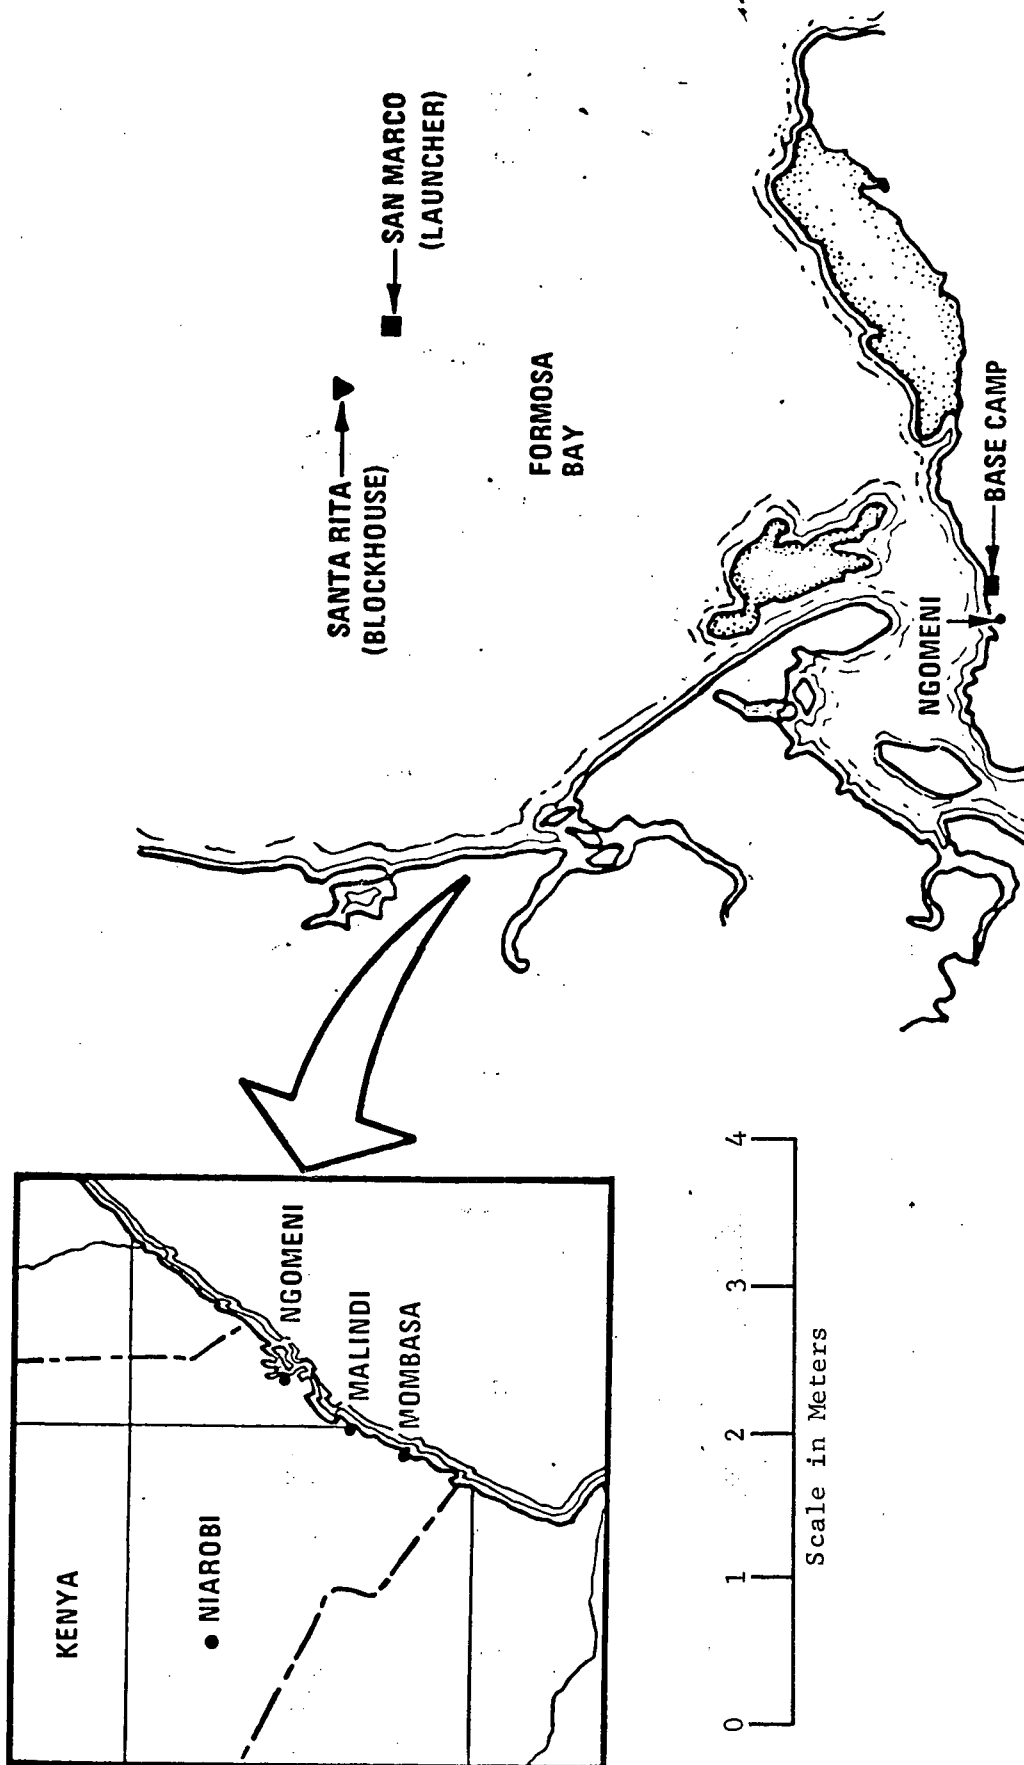 KENYA
NIAROBI
NGOMENI
MALINDI
MOMBASA
SANTA RITA
(BLOCKHOUSE)
SAN MARCO
(LAUNCHER)
FORMOSA
BAY
NGOMENI
BASE CAMP
0 1 2 3 4
Scale in Meters